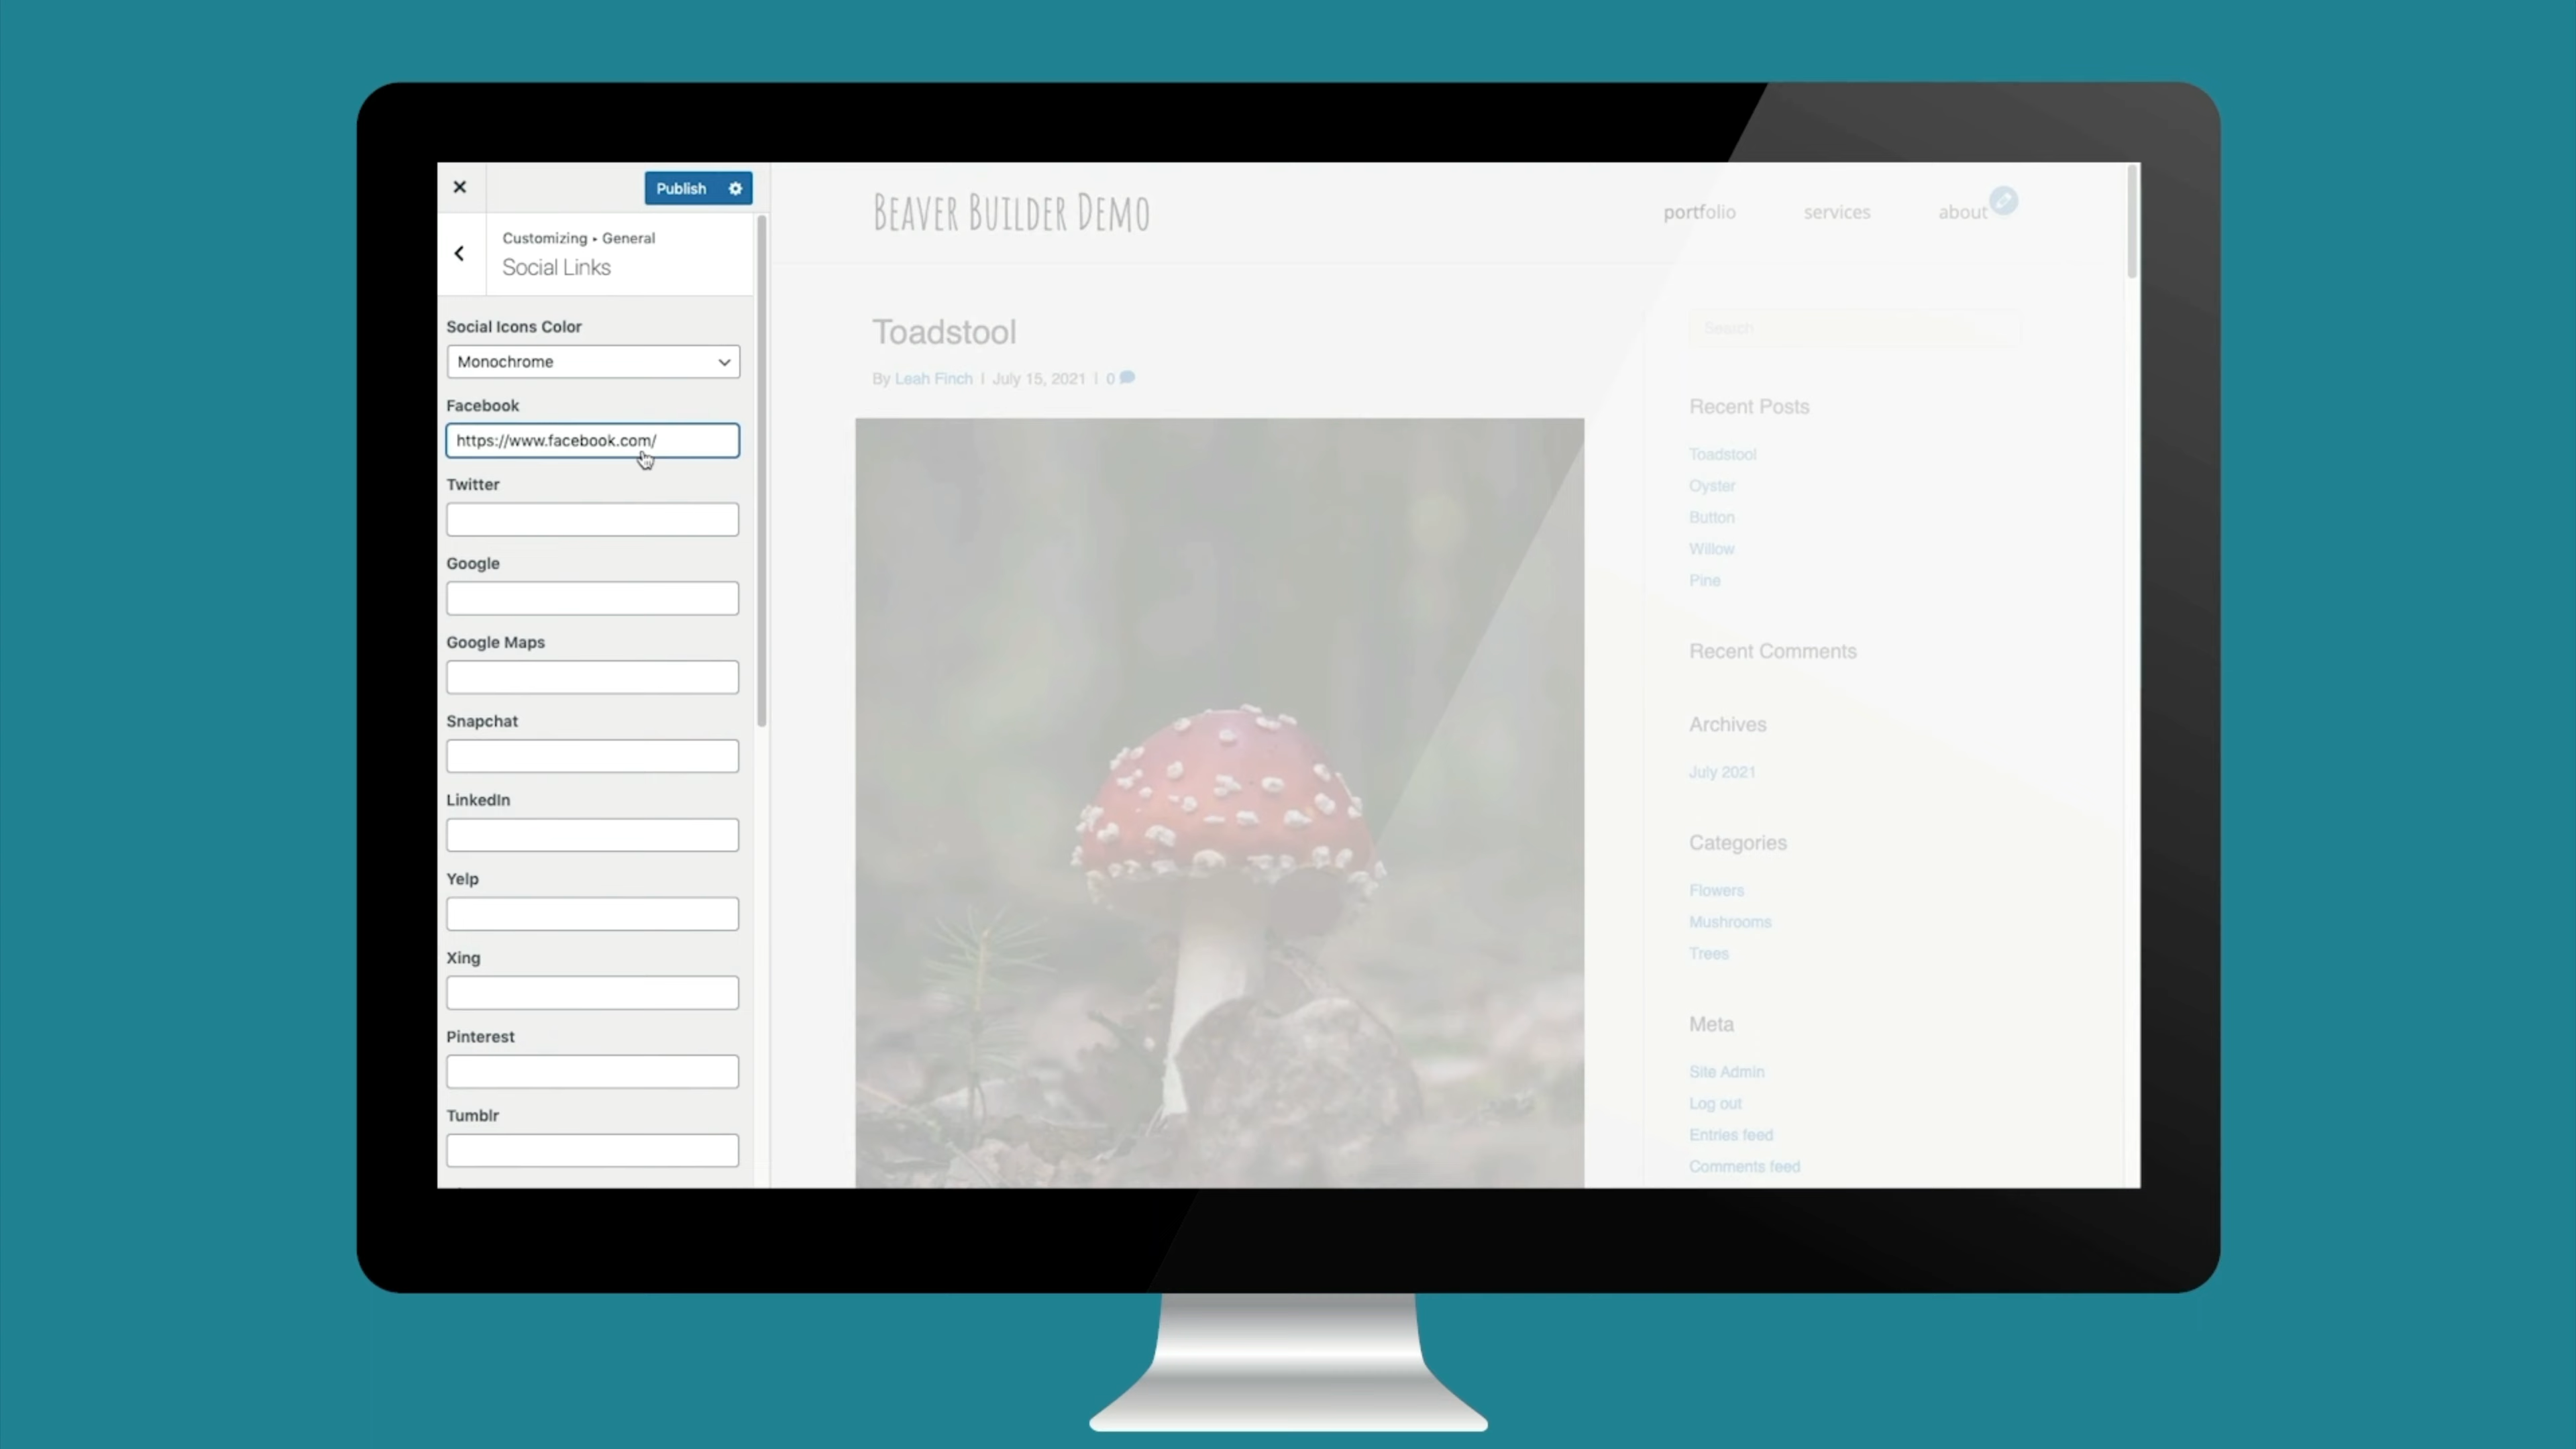 Publish
Customizing ▸ General
Social Links
Social Icons Color
Monochrome
Facebook
https://www.facebook.com/
Twitter
Google
Google Maps
Snapchat
LinkedIn
Yelp
Xing
Pinterest
Tumblr
BEAVER BUILDER DEMO
portfolio services about
Toadstool
By Leah Finch | July 15, 2021 | 0
Search
Recent Posts
Toadstool
Oyster
Button
Willow
Pine
Recent Comments
Archives
July 2021
Categories
Flowers
Mushrooms
Trees
Meta
Site Admin
Log out
Entries feed
Comments feed